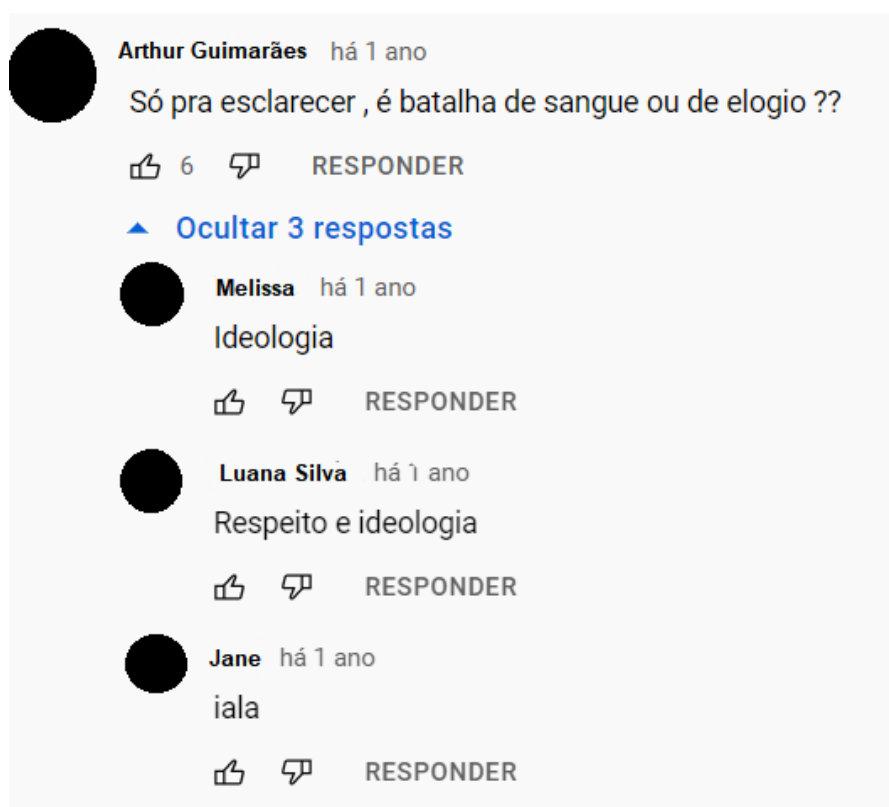 Arthur Guimarães há 1 ano
Só pra esclarecer , é batalha de sangue ou de elogio ??
6 RESPONDER
Ocultar 3 respostas
Melissa há 1 ano
Ideologia
RESPONDER
Luana Silva há 1 ano
Respeito e ideologia
RESPONDER
Jane há 1 ano
iala
RESPONDER